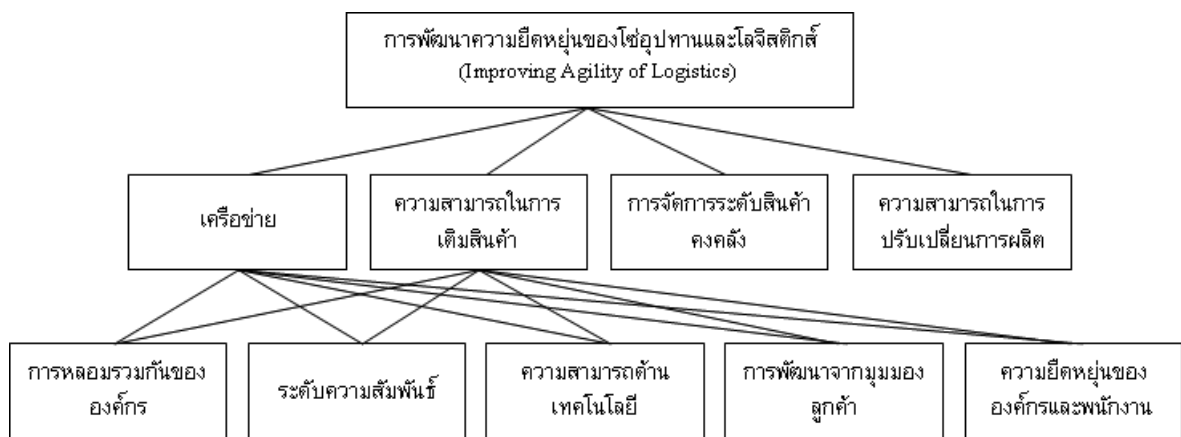 การพัฒนาความยืดหยุ่นของโซ่อุปทานและโลจิสติกส์
(Improving Agility of Logistics)
เครือข่าย
ความสามารถในการ
เติมสินค้า
การจัดการระดับสินค้า
คงคลัง
ความสามารถในการ
ปรับเปลี่ยนการผลิต
การหลอมรวมกันของ
องค์กร
ระดับความสัมพันธ์
ความสามารถด้าน
เทคโนโลยี
การพัฒนาจากมุมมอง
ลูกค้า
ความยืดหยุ่นของ
องค์กรและพนักงาน